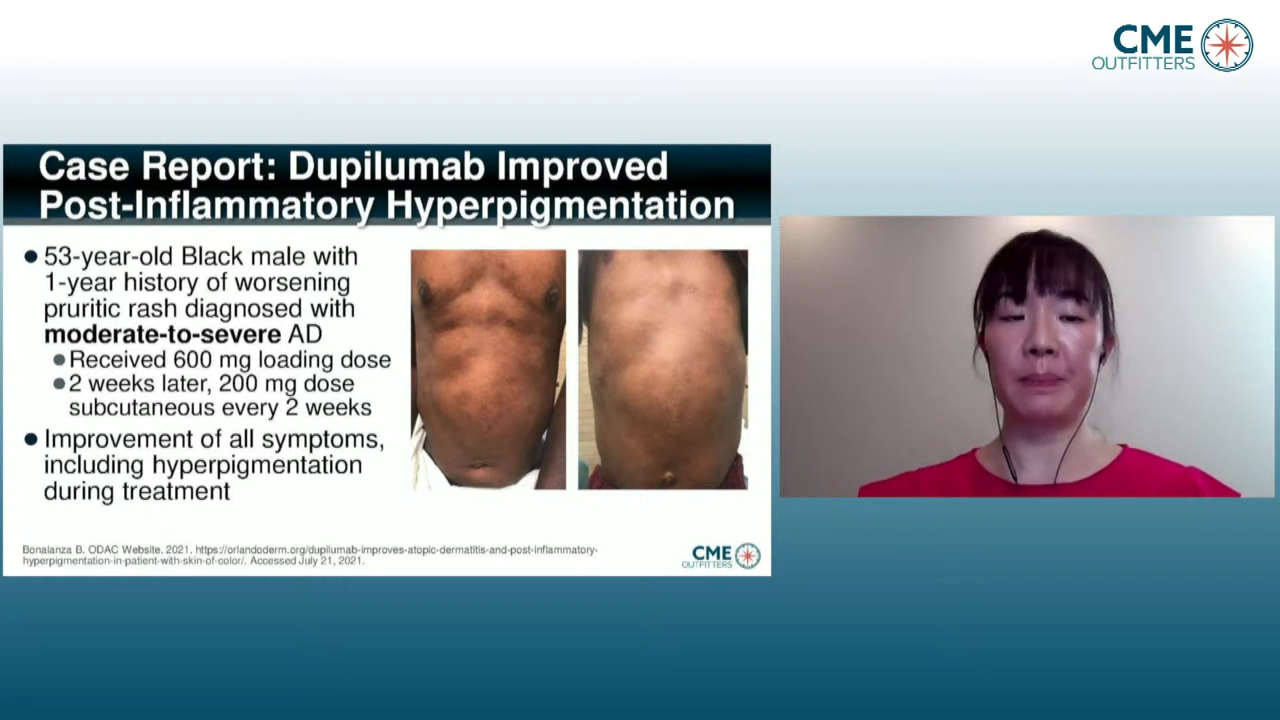 CME
OUTFITTERS
Case Report: Dupilumab Improved
Post-Inflammatory Hyperpigmentation
53-year-old Black male with
1-year history of worsening
pruritic rash diagnosed with
moderate-to-severe AD
Received 600 mg loading dose
2 weeks later, 200 mg dose
subcutaneous every 2 weeks
Improvement of all symptoms,
including hyperpigmentation
during treatment
Bonalanza B. ODAC Website. 2021. https://orlandoderm.org/dupilumab-improves-atopic-dermatitis-and-post-inflammatory-
hyperpigmentation-in-patient-with-skin-of-color/. Accessed July 21, 2021.
CME
OUTFITTERS